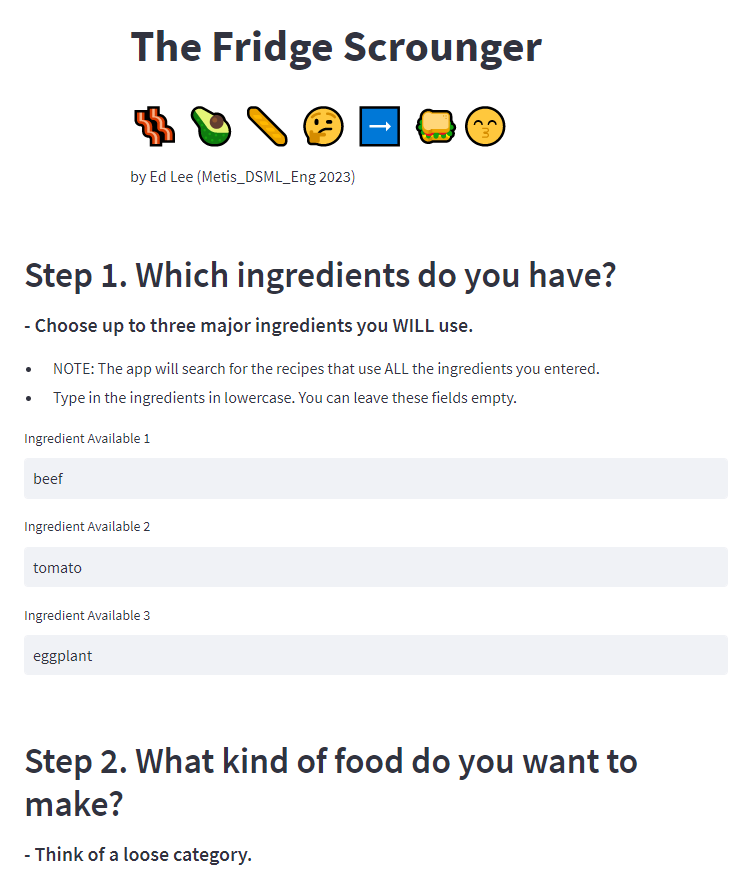 The Fridge Scrounger
by Ed Lee (Metis_DSML_Eng 2023)
Step 1. Which ingredients do you have?
- Choose up to three major ingredients you WILL use.
• NOTE: The app will search for the recipes that use ALL the ingredients you entered.
• Type in the ingredients in lowercase. You can leave these fields empty.
Ingredient Available 1
beef
Ingredient Available 2
tomato
Ingredient Available 3
eggplant
Step 2. What kind of food do you want to
make?
- Think of a loose category.